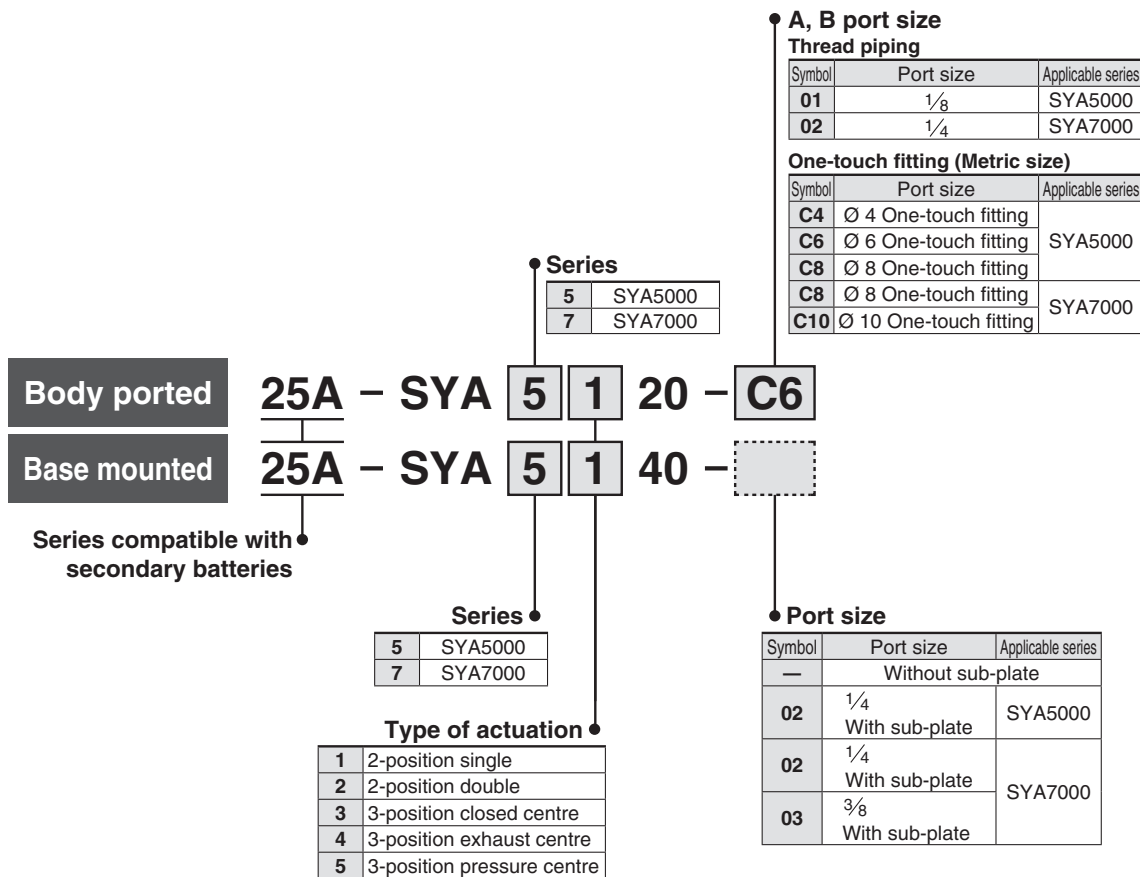 A, B port size
Thread piping
Symbol Port size Applicable series
01 1/8 SYA5000
02 1/4 SYA7000
One-touch fitting (Metric size)
Symbol Port size Applicable series
C4 Ø 4 One-touch fitting SYA5000
C6 Ø 6 One-touch fitting
C8 Ø 8 One-touch fitting
C8 Ø 8 One-touch fitting SYA7000
C10 Ø 10 One-touch fitting
Series
5 SYA5000
7 SYA7000
Body ported 25A – SYA 5 1 20 – C6
Base mounted 25A – SYA 5 1 40 –
Series compatible with
secondary batteries
Series
5 SYA5000
7 SYA7000
Type of actuation
1 2-position single
2 2-position double
3 3-position closed centre
4 3-position exhaust centre
5 3-position pressure centre
Port size
Symbol Port size Applicable series
— Without sub-plate
02 1/4 With sub-plate SYA5000
02 1/4 With sub-plate SYA7000
03 3/8 With sub-plate